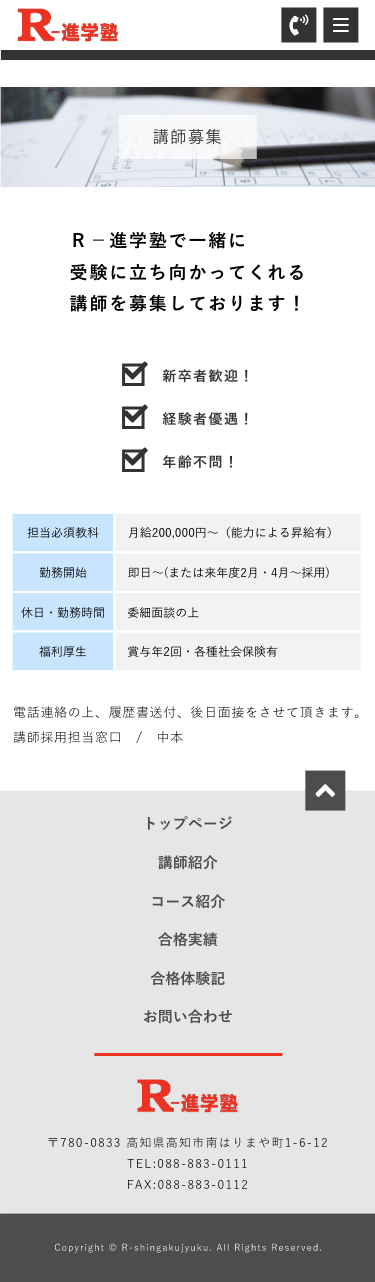 R-進学塾
講師募集
R－進学塾で一緒に
受験に立ち向かってくれる
講師を募集しております！
新卒者歓迎！
経験者優遇！
年齢不問！
担当必須教科 月給200,000円～（能力による昇給有）
勤務開始 即日～(または来年度2月・4月～採用)
休日・勤務時間 委細面談の上
福利厚生 賞与年2回・各種社会保険有
電話連絡の上、履歴書送付、後日面接をさせて頂きます。
講師採用担当窓口 / 中本
トップページ
講師紹介
コース紹介
合格実績
合格体験記
お問い合わせ
R-進学塾
〒780-0833 高知県高知市南はりまや町1-6-12
TEL:088-883-0111
FAX:088-883-0112
Copyright © R-shingakujyuku. All Rights Reserved.